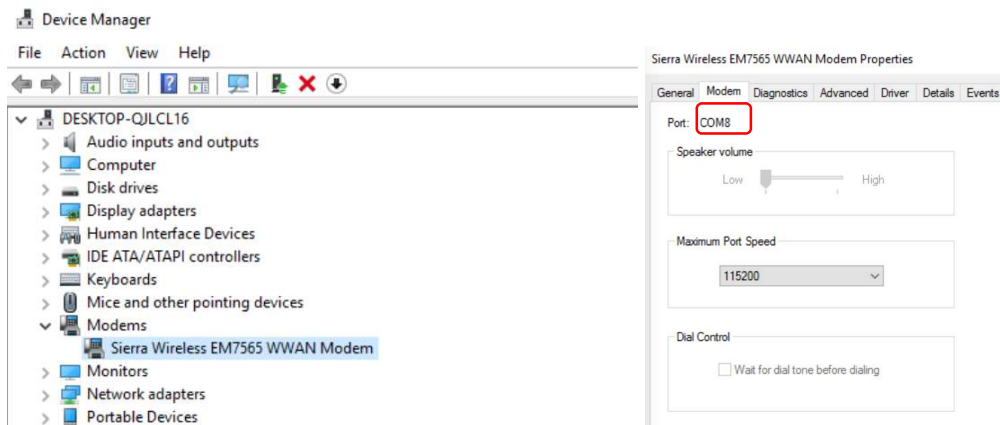 Device Manager
File Action View Help
DESKTOP-QJLCL16
Audio inputs and outputs
Computer
Disk drives
Display adapters
Human Interface Devices
IDE ATA/ATAPI controllers
Keyboards
Mice and other pointing devices
Modems
Sierra Wireless EM7565 WWAN Modem
Monitors
Network adapters
Portable Devices
Sierra Wireless EM7565 WWAN Modem Properties
General Modem Diagnostics Advanced Driver Details Events
Port: COM8
Speaker volume
Low High
Maximum Port Speed
115200
Dial Control
Wait for dial tone before dialing